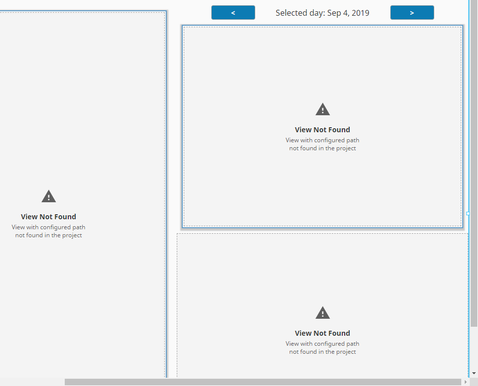 < Selected day: Sep 4, 2019 >
View Not Found
View with configured path
not found in the project
View Not Found
View with configured path
not found in the project
View Not Found
View with configured path
not found in the project